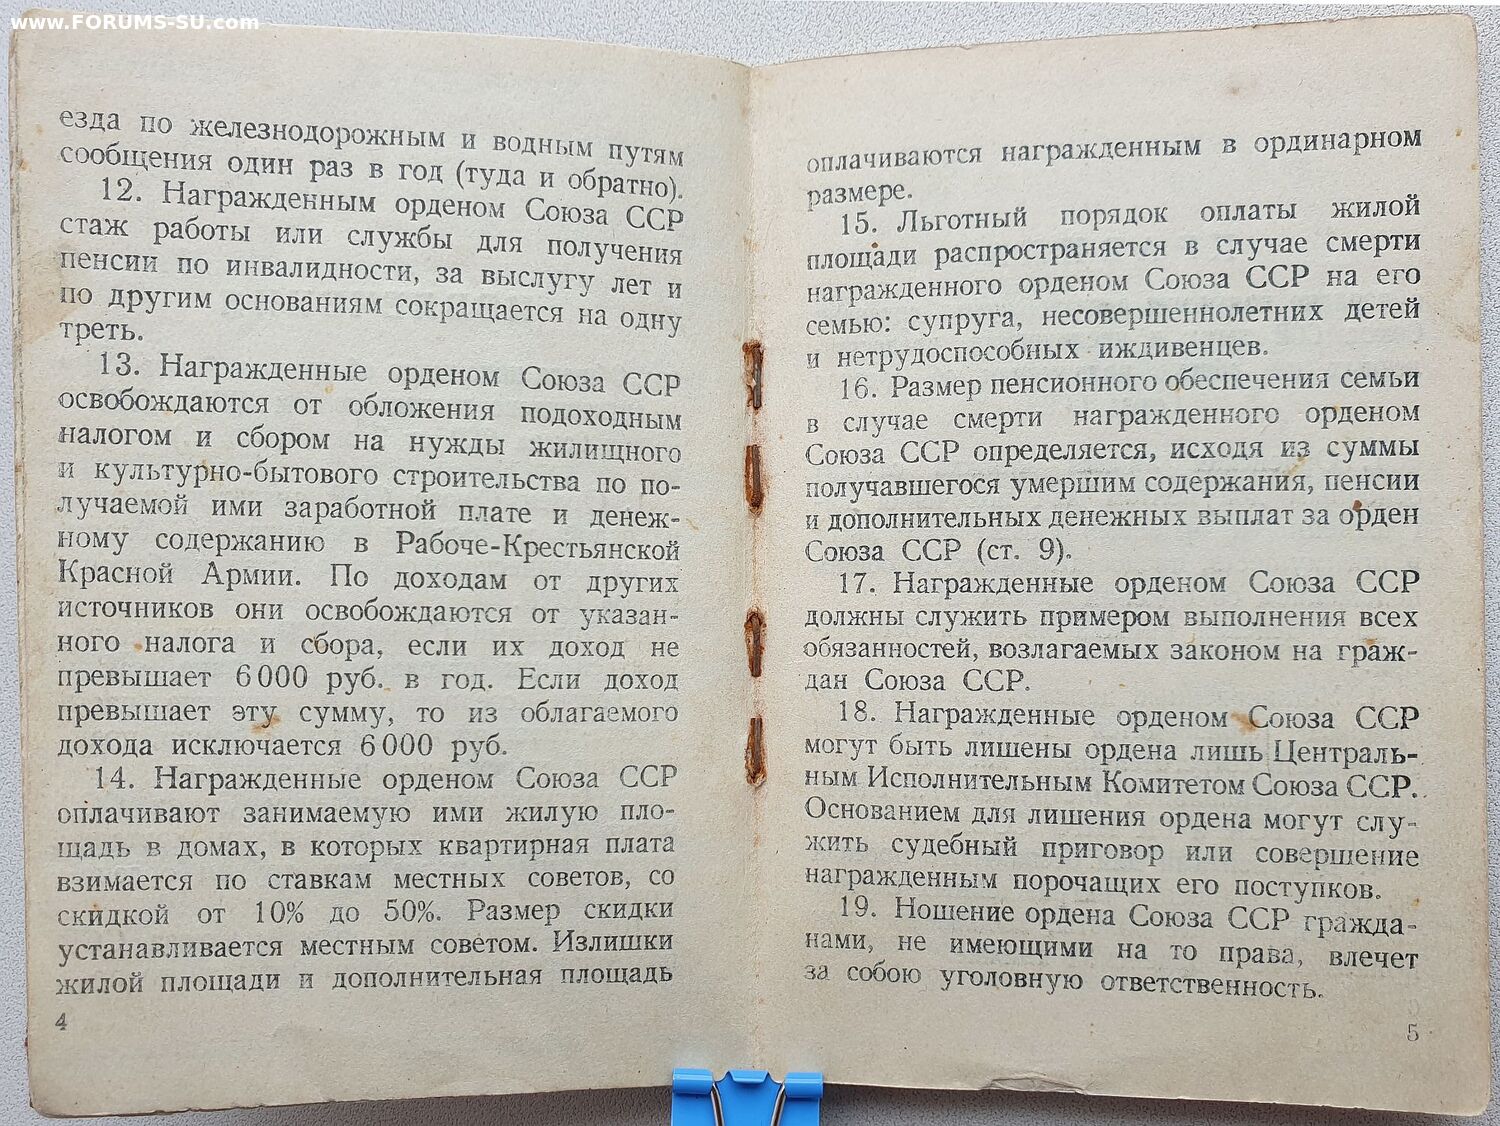 www.FORUMS-SU.com
езда по железнодорожным и водным путям
сообщения один раз в год (туда и обратно).
12. Награжденным орденом Союза ССР
стаж работы или службы для получения
пенсии по инвалидности, за выслугу лет и
по другим основаниям сокращается на одну
треть.
13. Награжденные орденом Союза ССР
освобождаются от обложения подоходным
налогом и сбором на нужды жилищного
и культурно-бытового строительства по по-
лучаемой ими заработной плате и денеж-
ному содержанию в Рабоче-Крестьянской
Красной Армии. По доходам от других
источников они освобождаются от указан-
ного налога и сбора, если их доход не
превышает 6 000 руб. в год. Если доход
превышает эту сумму, то из облагаемого
дохода исключается 6 000 руб.
14. Награжденные орденом Союза ССР
оплачивают занимаемую ими жилую пло-
щадь в домах, в которых квартирная плата
взимается по ставкам местных советов, со
скидкой от 10% до 50%. Размер скидки
устанавливается местным советом. Излишки
жилой площади и дополнительная площадь
4
оплачиваются награжденным в ординарном
размере.
15. Льготный порядок оплаты жилой
площади распространяется в случае смерти
награжденного орденом Союза ССР на его
семью: супруга, несовершеннолетних детей
и нетрудоспособных иждивенцев.
16. Размер пенсионного обеспечения семьи
в случае смерти награжденного орденом
Союза ССР определяется, исходя из суммы
получавшегося умершим содержания, пенсии
и дополнительных денежных выплат за орден
Союза ССР (ст. 9).
17. Награжденные орденом Союза ССР
должны служить примером выполнения всех
обязанностей, возлагаемых законом на граж-
дан Союза ССР.
18. Награжденные орденом Союза ССР
могут быть лишены ордена лишь Централь-
ным Исполнительным Комитетом Союза ССР.
Основанием для лишения ордена могут слу-
жить судебный приговор или совершение
награжденным порочащих его поступков.
19. Ношение ордена Союза ССР гражда-
нами, не имеющими на то права, влечет
за собою уголовную ответственность.
5